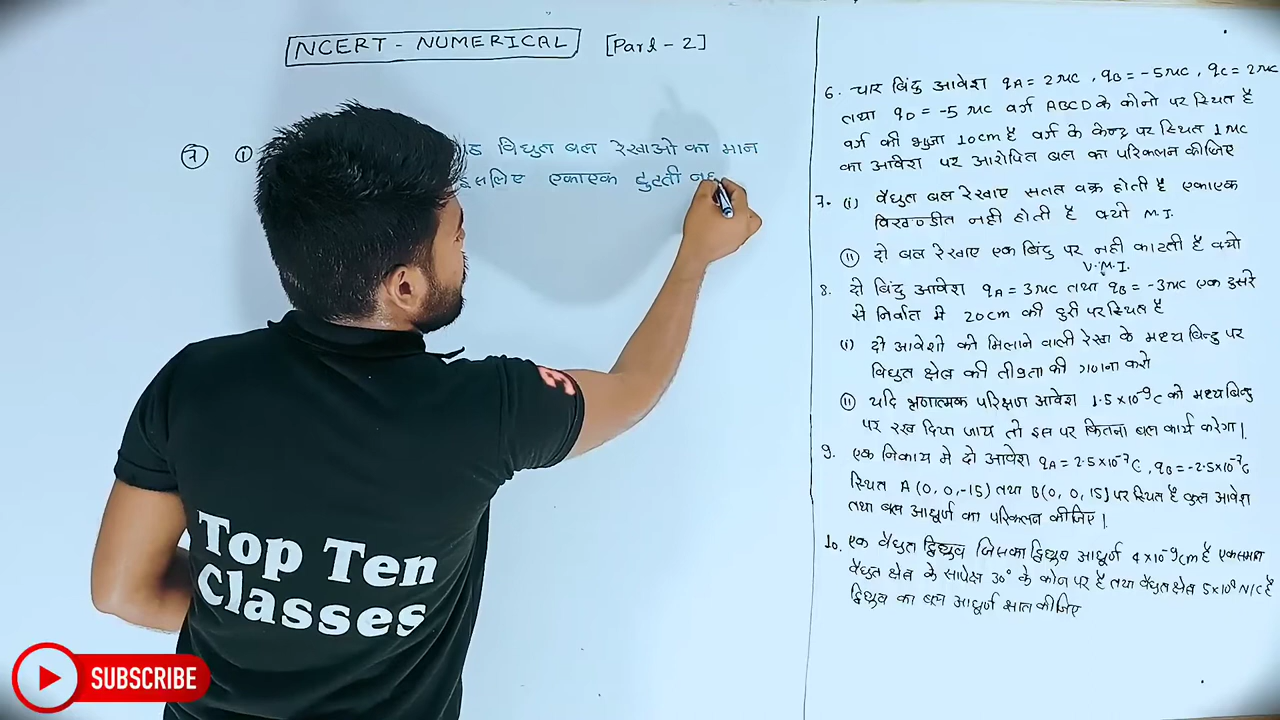 NCERT - NUMERICAL [Part - 2]
7 (i) विद्युत बल रेखाओ का मान
इसलिए एकाएक टुटती नह
6. चार बिंदु आवेश qA = 2μC , qB = -5μC , qC = 2μC
तथा qD = -5 μC वर्ग ABCD के कोनो पर स्थित है
वर्ग की भुजा 10cm है वर्ग के केन्द्र पर स्थित 1μC
का आवेश पर आरोपित बल का परिकलन कीजिए
7. (i) वैधुत बल रेखाए सतत वक्र होती है एकाएक
विखण्डीत नही होती है क्यो M.I.
(ii) दो बल रेखाए एक बिंदु पर नही काटती है क्यो
V.M.I.
8. दो बिंदु आवेश qA = 3μC तथा qB = -3μC एक दुसरे
से निर्वात मे 20cm की दुरी पर स्थित है
(i) दो आवेशो को मिलाने वाली रेखा के मध्य बिन्दु पर
विधुत क्षेत्र की तीव्रता की गणना करो
(ii) यदि ऋणात्मक परिक्षण आवेश 1.5×10⁻⁹C को मध्य बिन्दु
पर रख दिया जाय तो इस पर कितना बल कार्य करेगा।
9. एक निकाय मे दो आवेश qA = 2.5×10⁻⁷C , qB = -2.5×10⁻⁷C
स्थित A (0, 0, -15) तथा B (0, 0, 15) पर स्थित है कुल आवेश
तथा बल आधूर्ण का परिकलन कीजिए।
10. एक वैधुत द्विध्रुव जिसका द्विध्रुव आधूर्ण 4×10⁻⁹cm है एकसमान
वैधुत क्षेत्र के सापेक्ष 30° के कोन पर है तथा वैधुत क्षेत्र 5×10⁴ N/C है
द्विध्रुव का बल आधूर्ण ज्ञात कीजिए
Top Ten
Classes
SUBSCRIBE